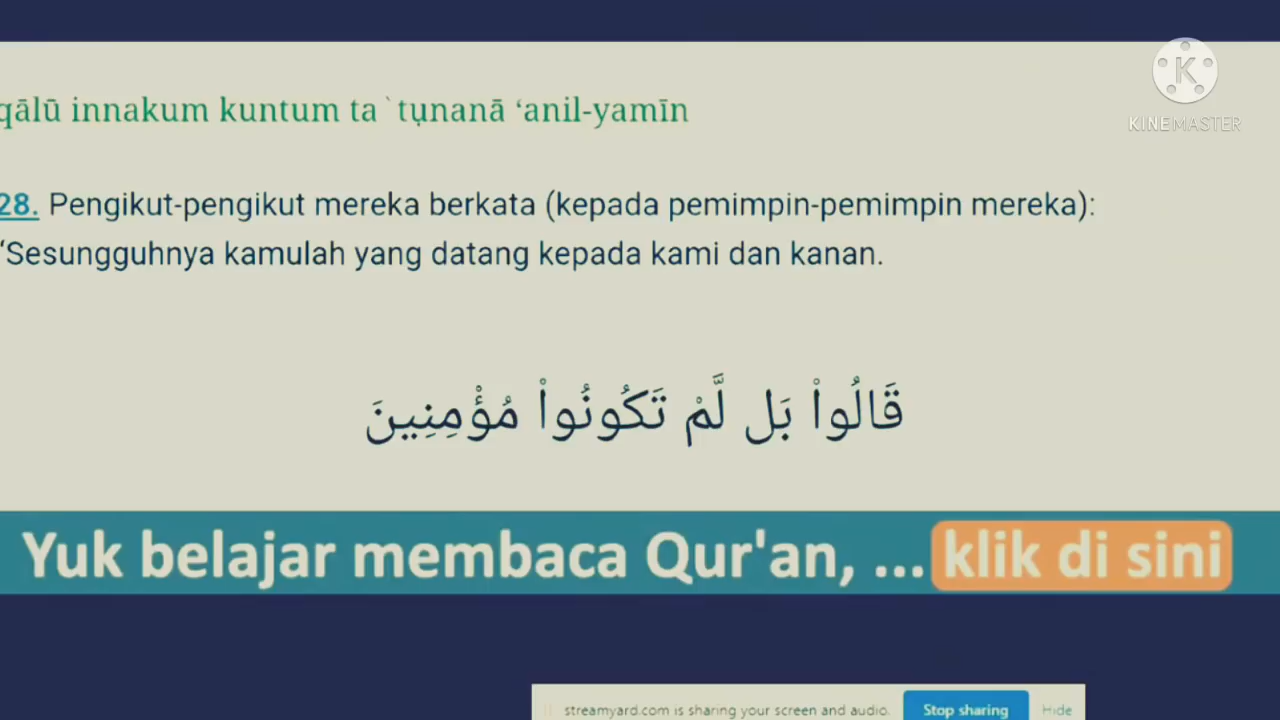 qālū innakum kuntum ta`tụnanā ‘anil-yamīn
KINEMASTER
28. Pengikut-pengikut mereka berkata (kepada pemimpin-pemimpin mereka):
“Sesungguhnya kamulah yang datang kepada kami dan kanan.
قَالُوا۟ بَل لَّمْ تَكُونُوا۟ مُؤْمِنِينَ
Yuk belajar membaca Qur'an, ... klik di sini
streamyard.com is sharing your screen and audio. Stop sharing Hide